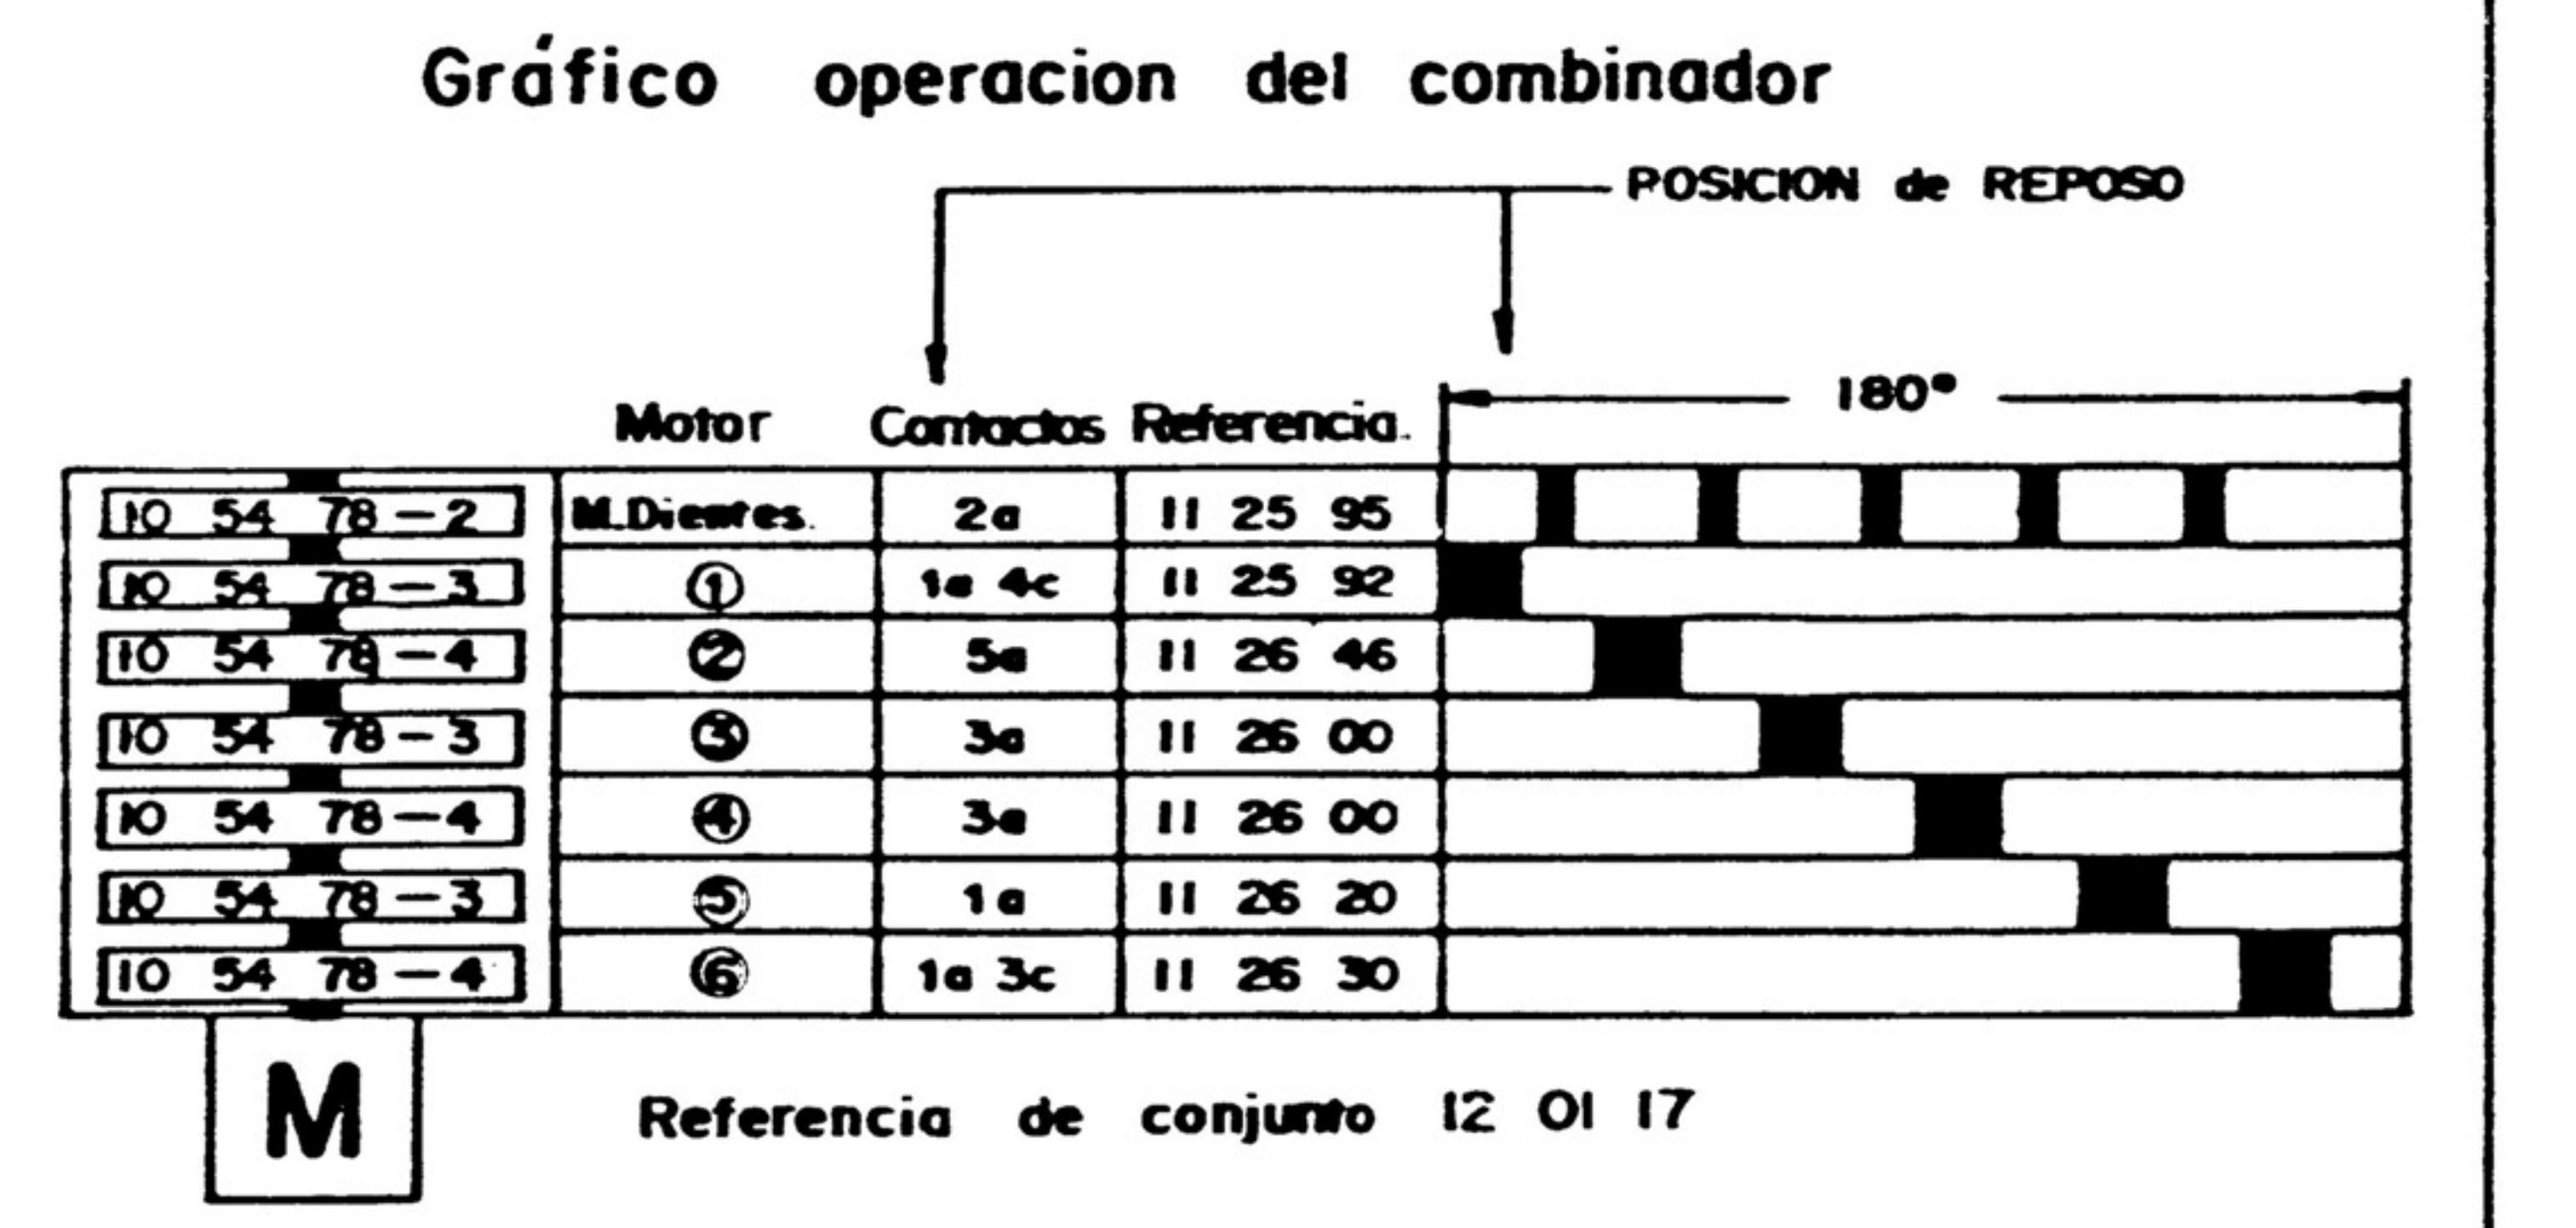 Gráfico operacion del combinador
POSICION de REPOSO
180º
Motor Contactos Referencia.
10 54 78-2 M.Dientes. 2a 11 25 95
10 54 78-3 1 1a 4c 11 25 92
10 54 78-4 2 5a 11 26 46
10 54 78-3 3 3a 11 26 00
10 54 78-4 4 3a 11 26 00
10 54 78-3 5 1a 11 26 20
10 54 78-4 6 1a 3c 11 26 30
M
Referencia de conjunto 12 01 17